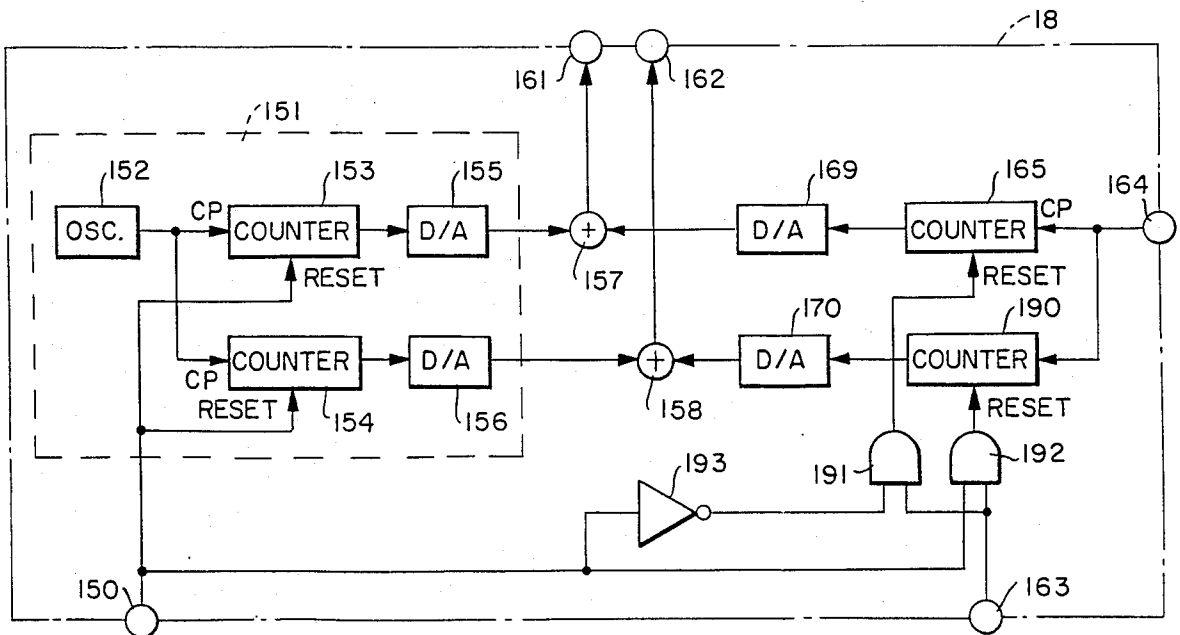 18
161
162
151
152
153
155
169
165
164
OSC.
CP
COUNTER
D/A
+
D/A
COUNTER
CP
RESET
157
RESET
170
190
COUNTER
D/A
+
D/A
COUNTER
CP
RESET
154
156
158
RESET
193
191
192
150
163